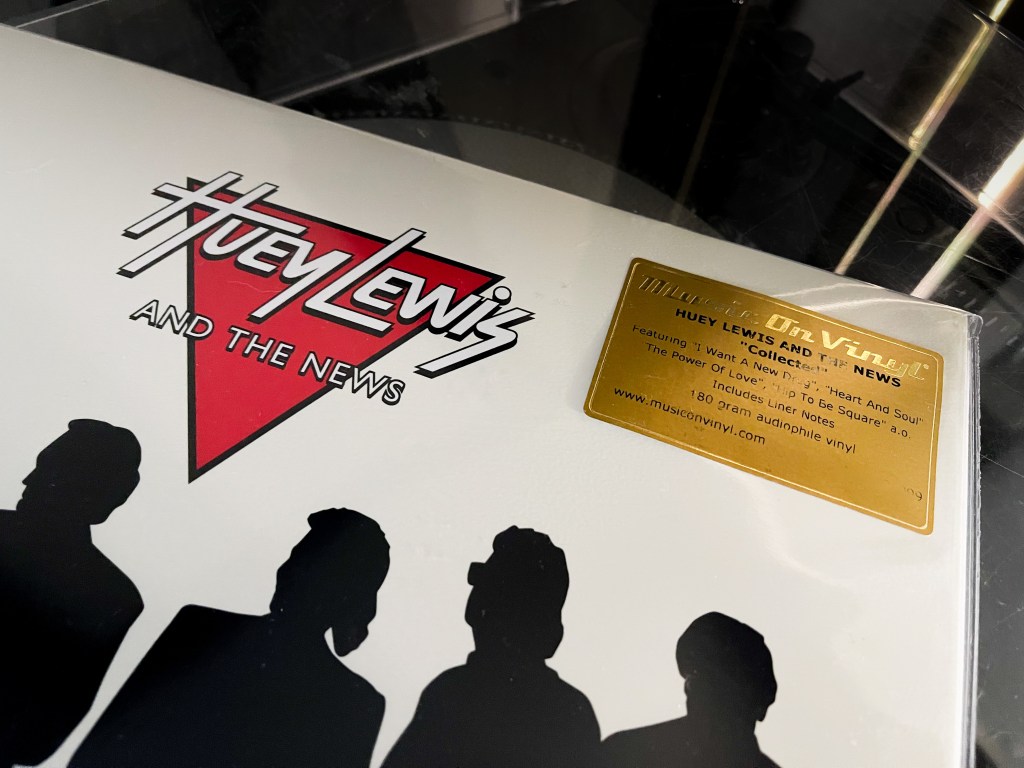 HUEY LEWIS
AND THE NEWS
Music On Vinyl
HUEY LEWIS AND THE NEWS
"Collected"
Featuring "I Want A New Drug", "Heart And Soul"
The Power Of Love", "Hip To Be Square" a.o.
Includes Liner Notes
180 gram audiophile vinyl
www.musiconvinyl.com